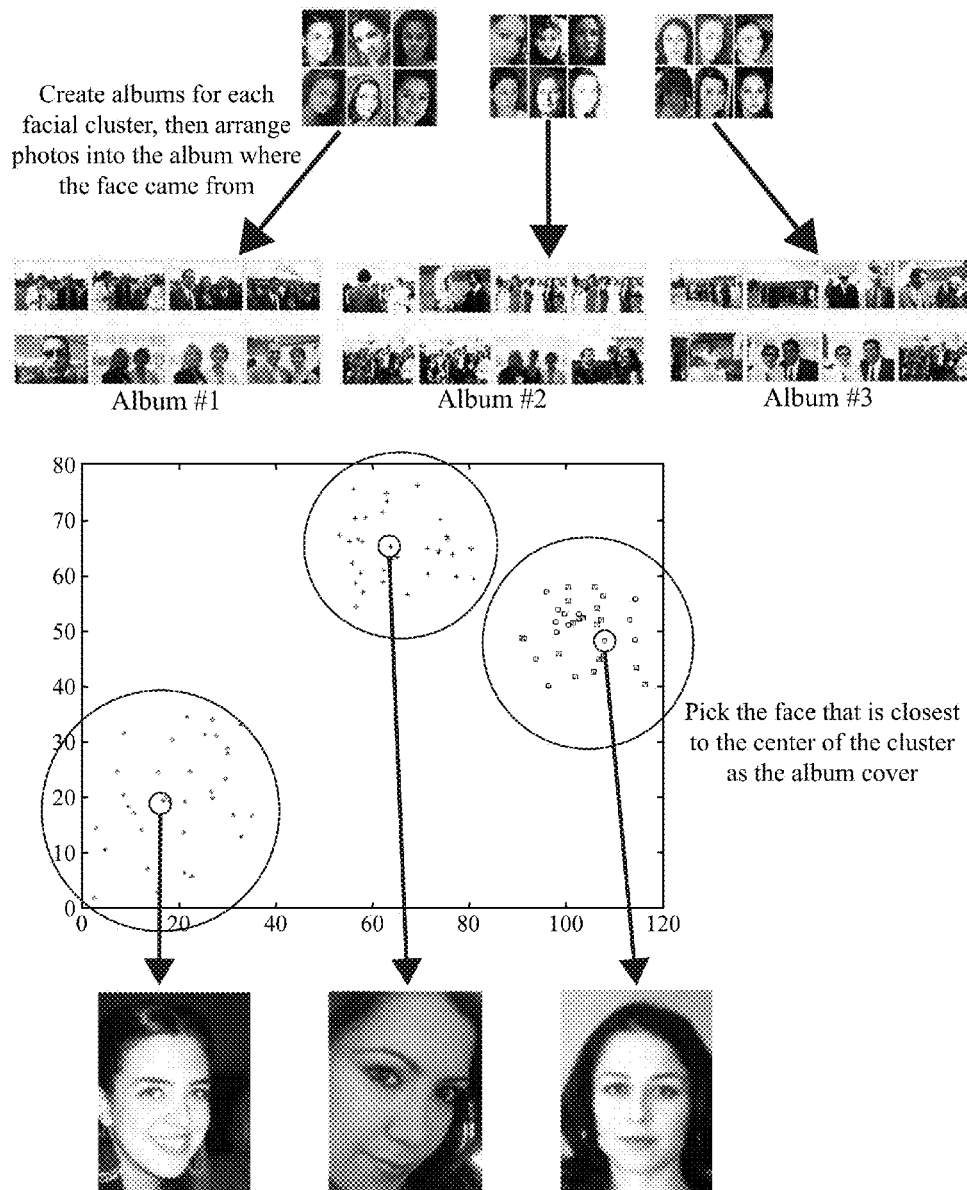 Create albums for each
facial cluster, then arrange
photos into the album where
the face came from
Album #1
Album #2
Album #3
80
70
60
50
40
30
20
10
0
0
20
40
60
80
100
120
Pick the face that is closest
to the center of the cluster
as the album cover